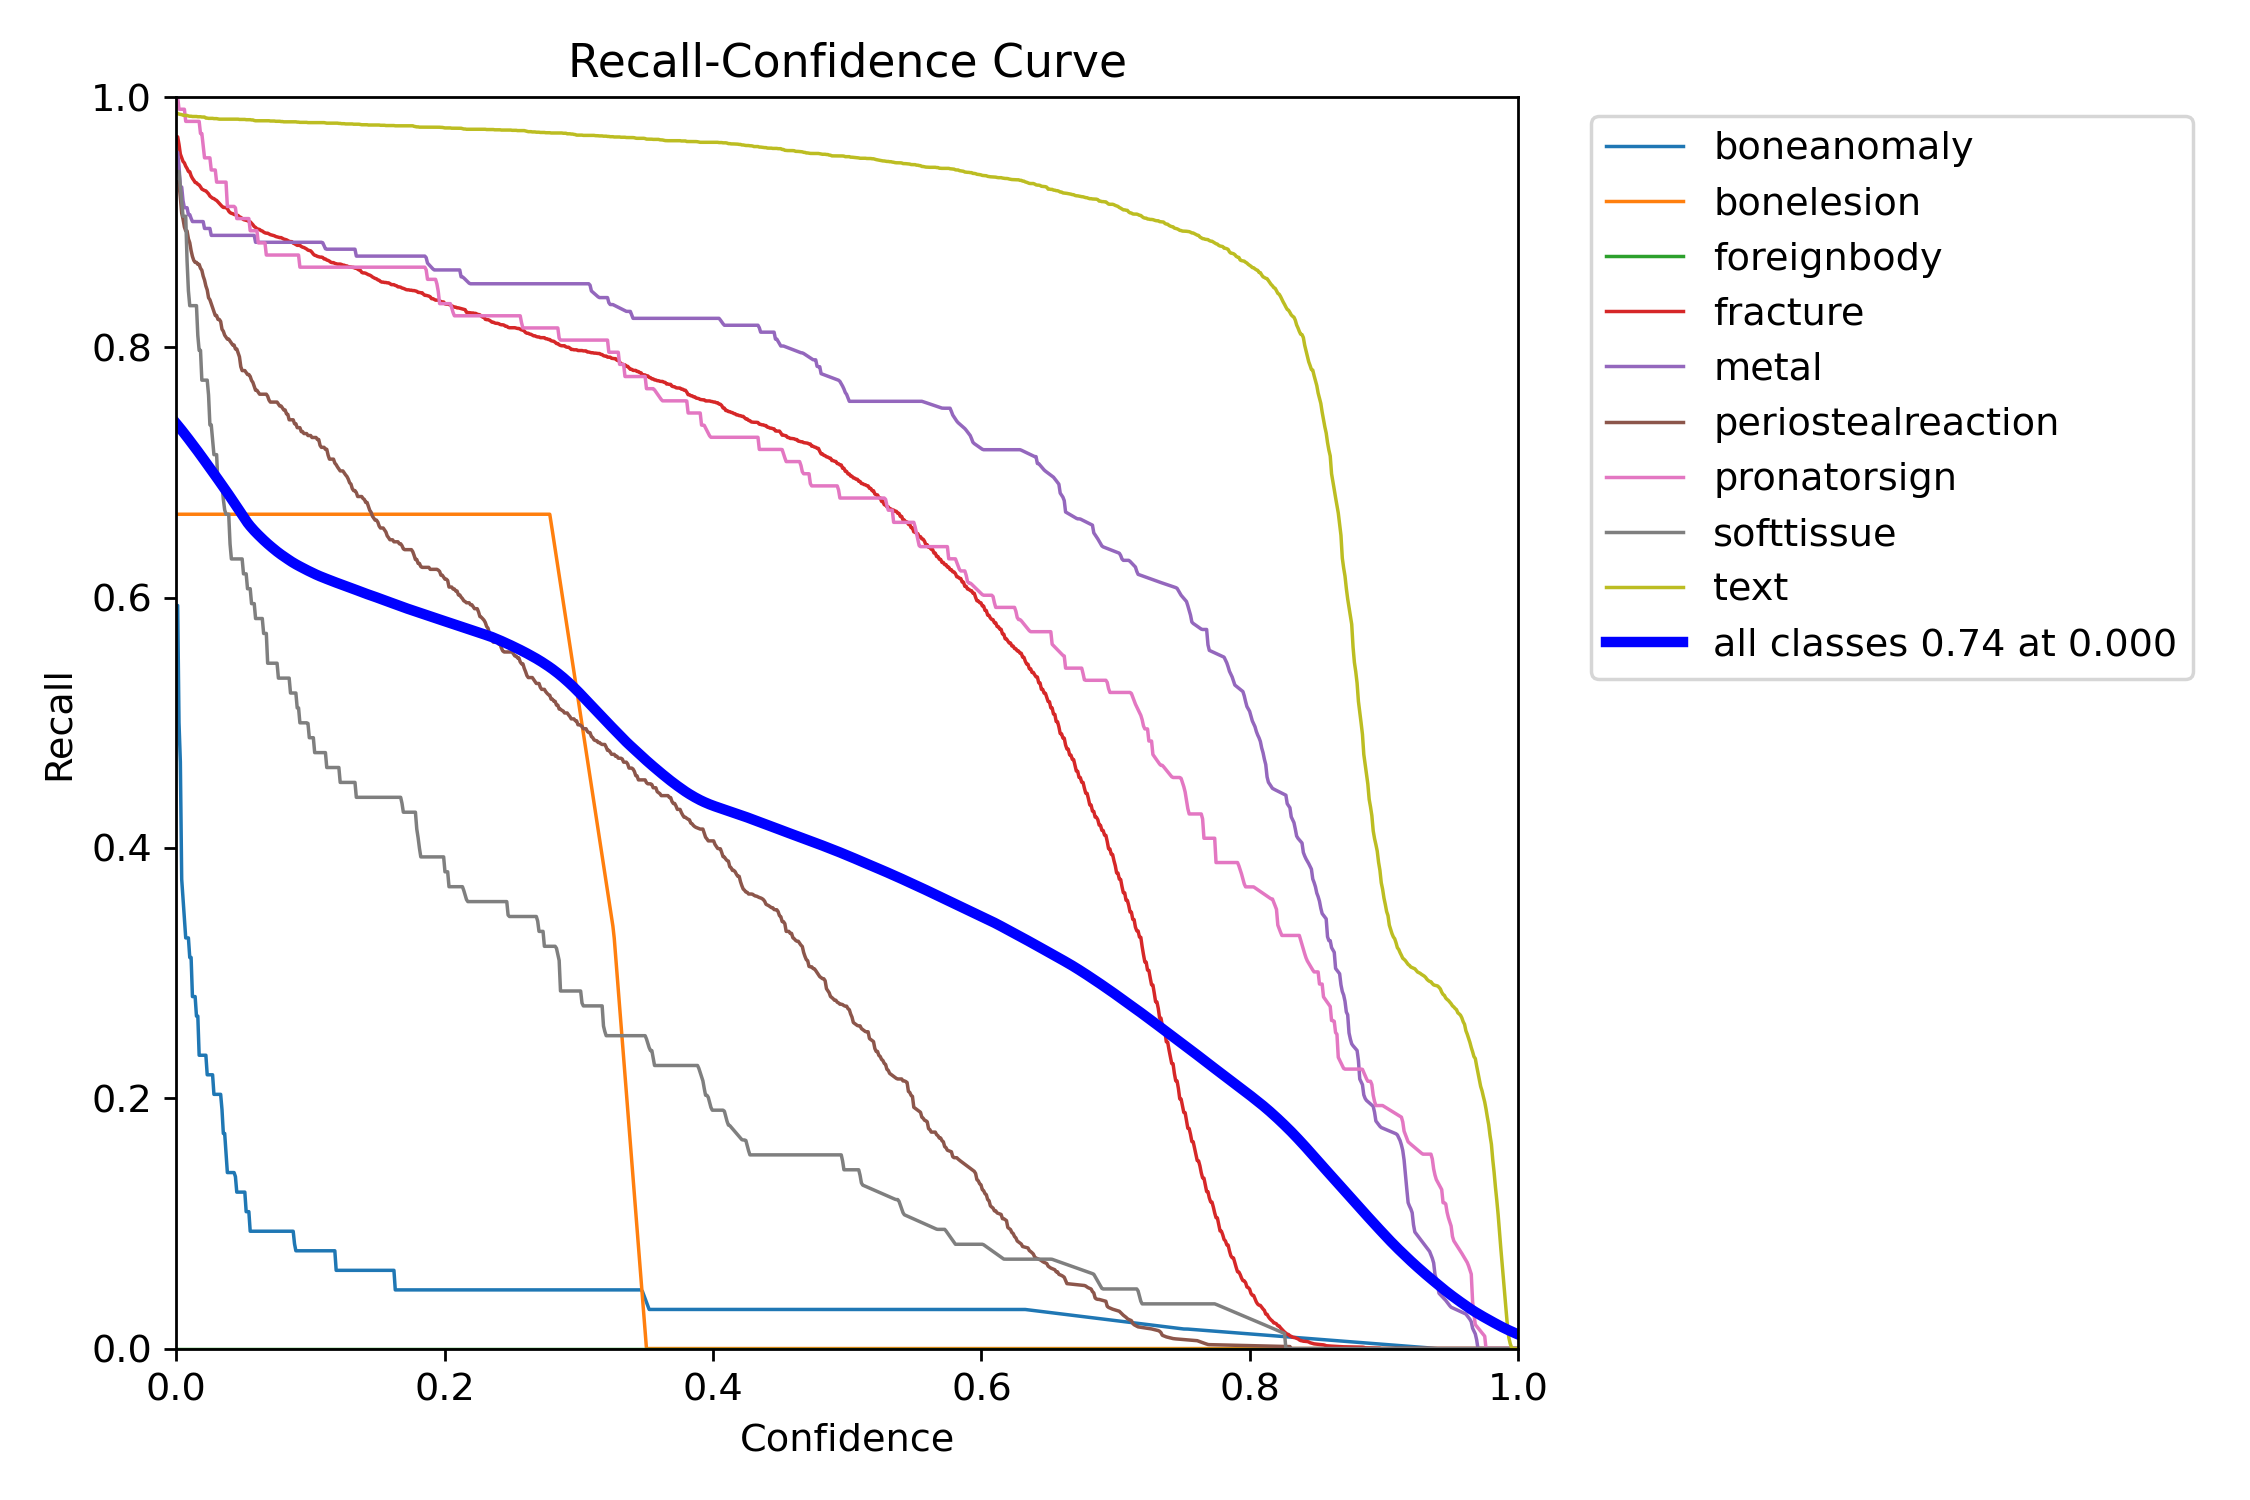 Recall-Confidence Curve
1.0
0.8
0.6
0.4
0.2
0.0
Recall
0.0 0.2 0.4 0.6 0.8 1.0
Confidence
boneanomaly
bonelesion
foreignbody
fracture
metal
periostealreaction
pronatorsign
softtissue
text
all classes 0.74 at 0.000